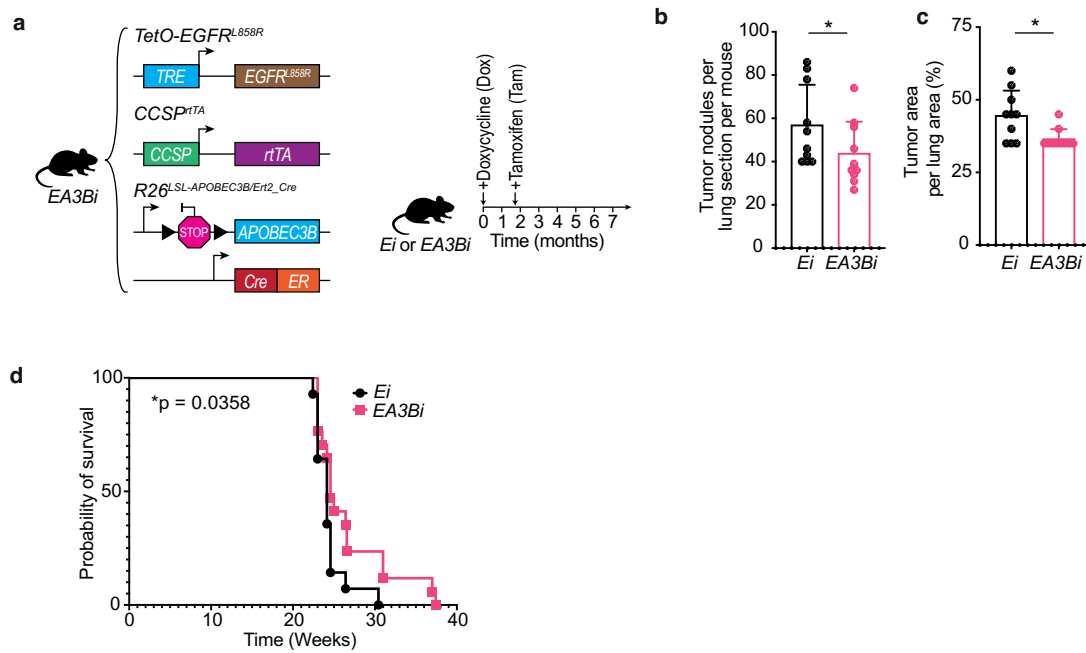 a
TetO-EGFR^L858R
TRE
EGFR^L858R
CCSP^rtTA
CCSP
rtTA
R26^LSL-APOBEC3B/Ert2_Cre
STOP
APOBEC3B
Cre
ER
EA3Bi
+Doxycycline (Dox)
+Tamoxifen (Tam)
0 1 2 3 4 5 6 7
Time (months)
Ei or EA3Bi
b
Tumor nodules per
lung section per mouse
100
80
60
40
20
0
*
Ei EA3Bi
c
Tumor area
per lung area (%)
75
50
25
0
*
Ei EA3Bi
d
Probability of survival
100
50
0
*p = 0.0358
Ei
EA3Bi
0 10 20 30 40
Time (Weeks)